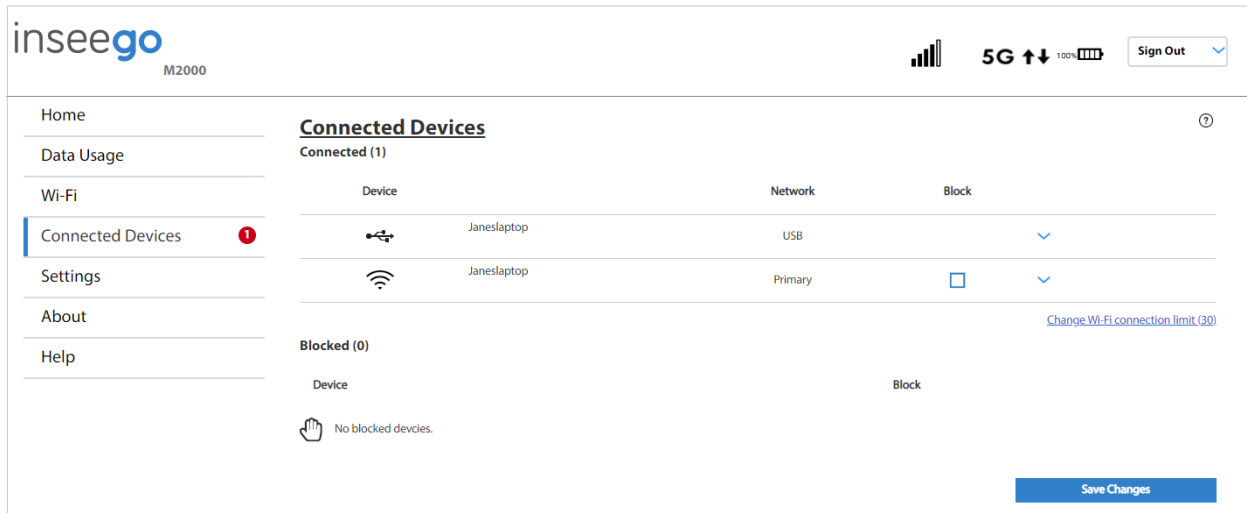 inseego
M2000
5G 100% Sign Out
Home
Data Usage
Wi-Fi
Connected Devices 1
Settings
About
Help
Connected Devices
?
Connected (1)
Device Network Block
Janeslaptop USB
Janeslaptop Primary
Change Wi-Fi connection limit (30)
Blocked (0)
Device Block
No blocked devcies.
Save Changes